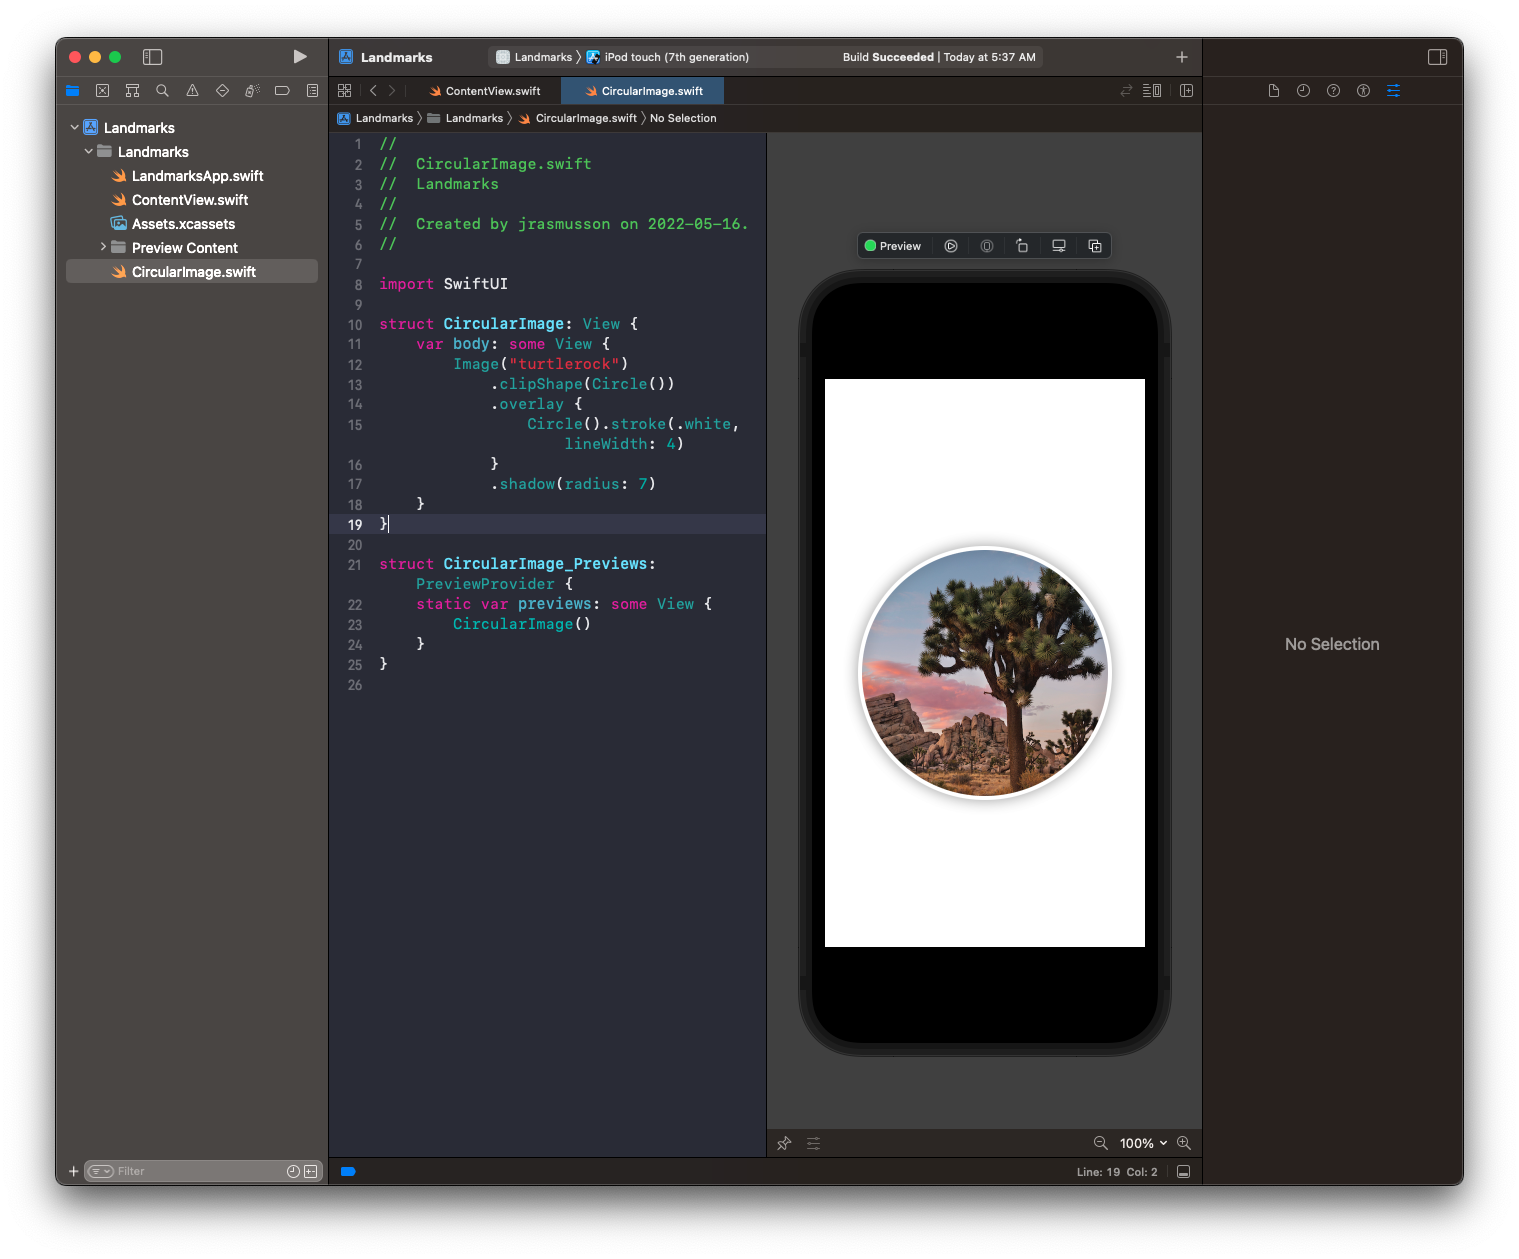 Landmarks
Landmarks
LandmarksApp.swift
ContentView.swift
Assets.xcassets
Preview Content
CircularImage.swift
Filter
Landmarks
Landmarks
iPod touch (7th generation)
Build Succeeded | Today at 5:37 AM
ContentView.swift
CircularImage.swift
Landmarks
Landmarks
CircularImage.swift
No Selection
1 //
2 //  CircularImage.swift
3 //  Landmarks
4 //
5 //  Created by jrasmusson on 2022-05-16.
6 //
7
8 import SwiftUI
9
10 struct CircularImage: View {
11     var body: some View {
12         Image("turtlerock")
13             .clipShape(Circle())
14             .overlay {
15                 Circle().stroke(.white,
lineWidth: 4)
16             }
17             .shadow(radius: 7)
18     }
19 }
20
21 struct CircularImage_Previews:
PreviewProvider {
22     static var previews: some View {
23         CircularImage()
24     }
25 }
26
Preview
100%
Line: 19 Col: 2
No Selection